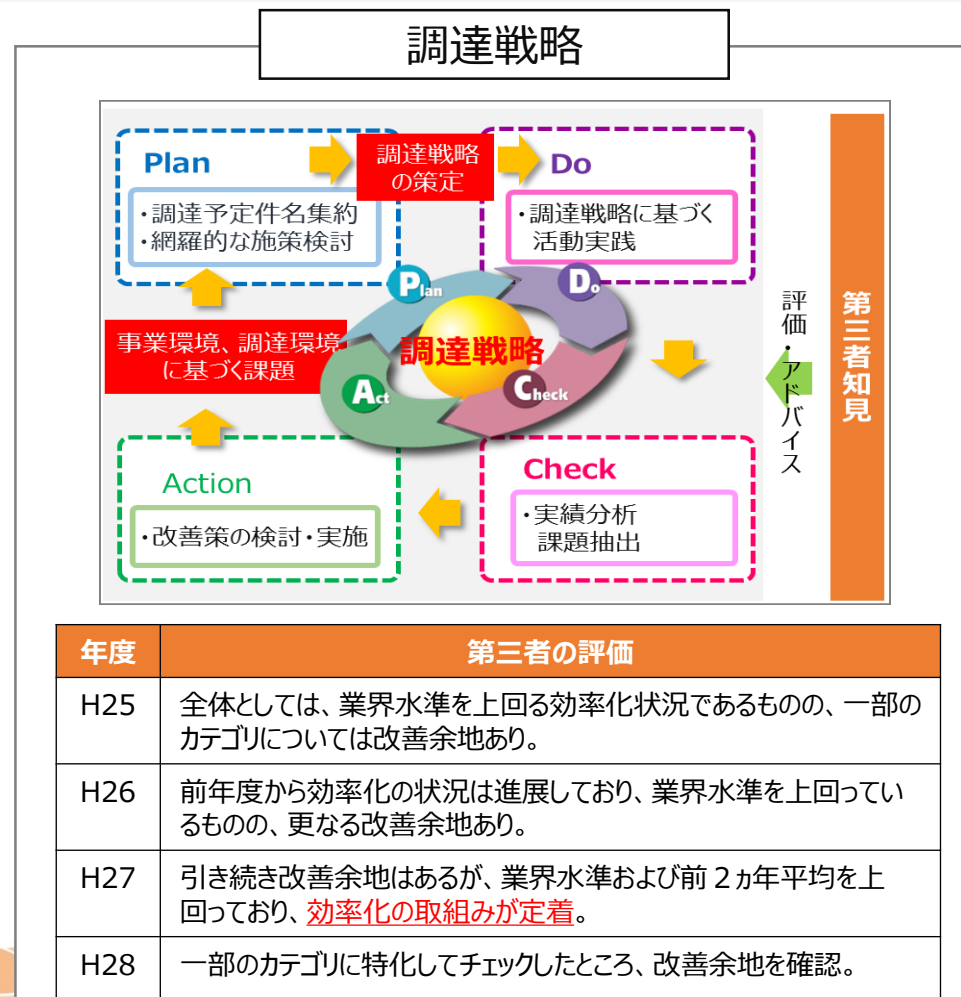 調達戦略
Plan
・調達予定件名集約
・網羅的な施策検討
調達戦略
の策定
Do
・調達戦略に基づく
活動実践
事業環境、調達環境
に基づく課題
Plan
Do
調達戦略
Act
Check
Action
・改善策の検討・実施
Check
・実績分析
課題抽出
評価・アドバイス
第三者知見
年度
第三者の評価
H25
全体としては、業界水準を上回る効率化状況であるものの、一部の
カテゴリについては改善余地あり。
H26
前年度から効率化の状況は進展しており、業界水準を上回ってい
るものの、更なる改善余地あり。
H27
引き続き改善余地はあるが、業界水準および前２ヵ年平均を上
回っており、効率化の取組みが定着。
H28
一部のカテゴリに特化してチェックしたところ、改善余地を確認。